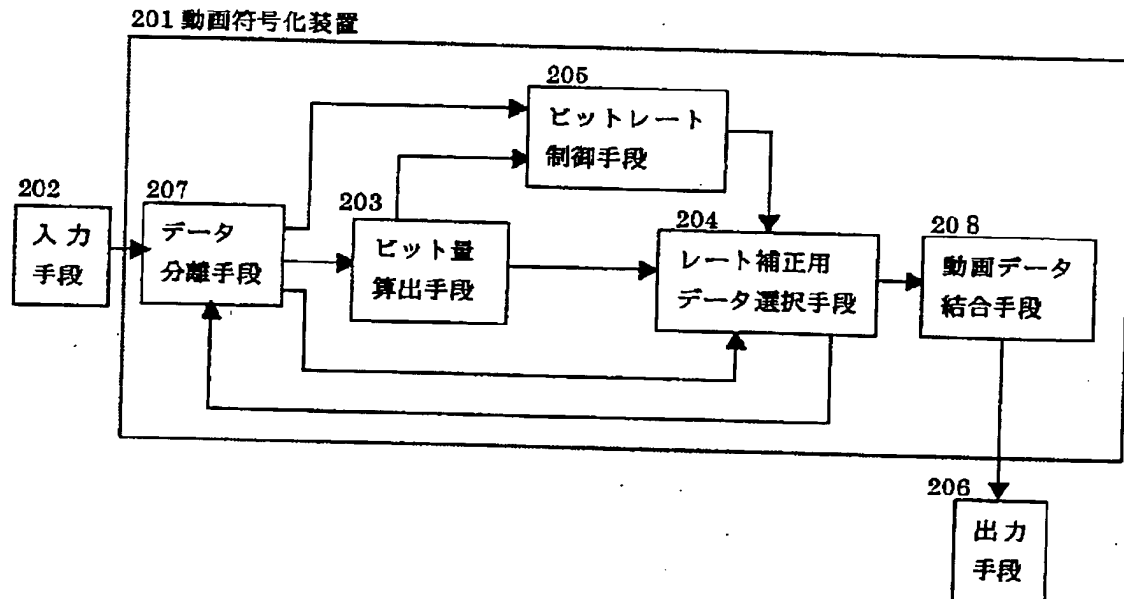 201 動画符号化装置
205
ビットレート
制御手段
202
入力
手段
207
データ
分離手段
203
ビット量
算出手段
204
レート補正用
データ選択手段
208
動画データ
結合手段
206
出力
手段